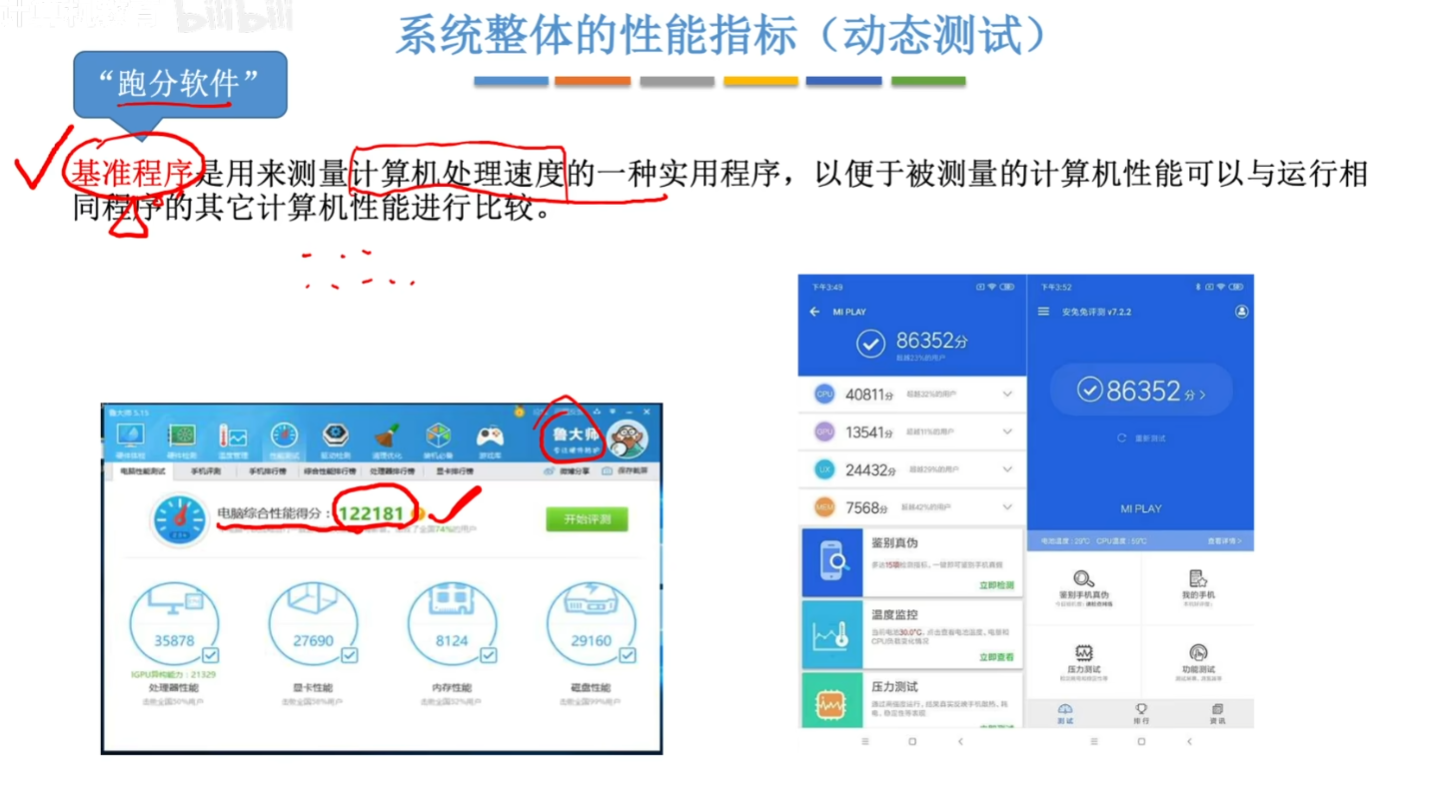 bilibili
系统整体的性能指标（动态测试）
“跑分软件”
基准程序是用来测量计算机处理速度的一种实用程序，以便于被测量的计算机性能可以与运行相
同程序的其它计算机性能进行比较。
鲁大师 5.15
硬件体检 硬件检测 温度管理 性能测试 驱动检测 清理优化 装机必备 游戏库
鲁大师
专注硬件防护
电脑性能测试 手机评测 手机排行榜 综合性能排行榜 处理器排行榜 显卡排行榜 微博分享 保存截屏
电脑综合性能得分：122181
开始评测
35878 27690 8124 29160
IGPU异构能力：21329
处理器性能 显卡性能 内存性能 磁盘性能
下午3:49
MI PLAY
86352分
CPU 40811分
GPU 13541分
UX 24432分
MEM 7568分
鉴别真伪
立即检测
温度监控
立即查看
压力测试
下午3:52
安兔兔评测 v7.2.2
86352分
重新测试
MI PLAY
查看详情
鉴别手机真伪 我的手机
压力测试 功能测试
测试 排行 资讯